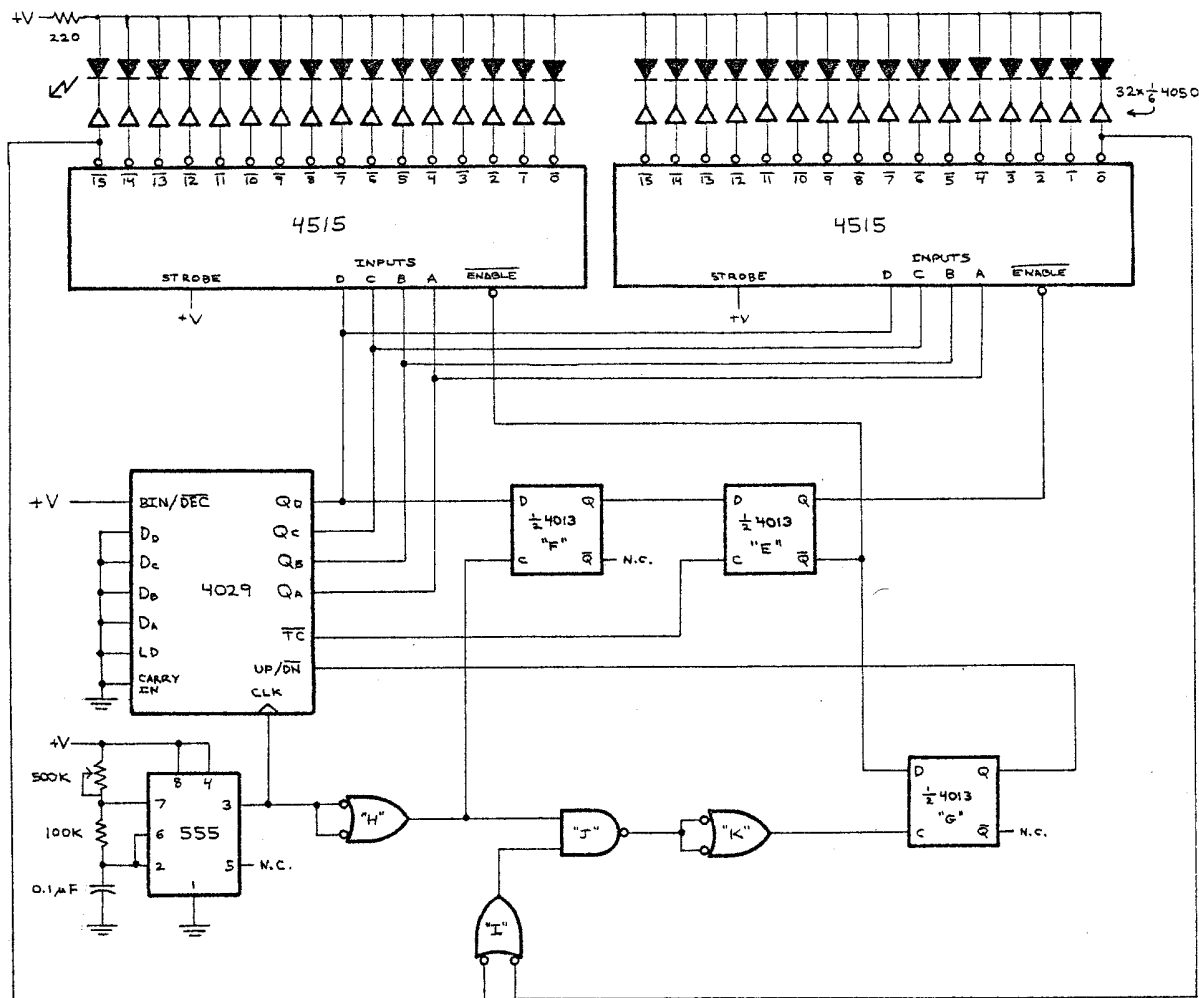 +V
220
32x 1/6 4050
15 14 13 12 11 10 9 8 7 6 5 4 3 2 1 0
15 14 13 12 11 10 9 8 7 6 5 4 3 2 1 0
4515
4515
INPUTS
INPUTS
STROBE D C B A ENABLE
STROBE D C B A ENABLE
+V
+V
+V
BIN/DEC QD
DD QC
DC QB
DB 4029 QA
DA TC
LD UP/DN
CARRY IN
CLK
D Q
1/2 4013
"F"
C Q N.C.
D Q
1/2 4013
"E"
C Q
+V
500K
100K
0.1µF
8 4
7 3
6 555
2 5 N.C.
1
"H"
"J"
"K"
"I"
D Q
1/2 4013
"G"
C Q N.C.